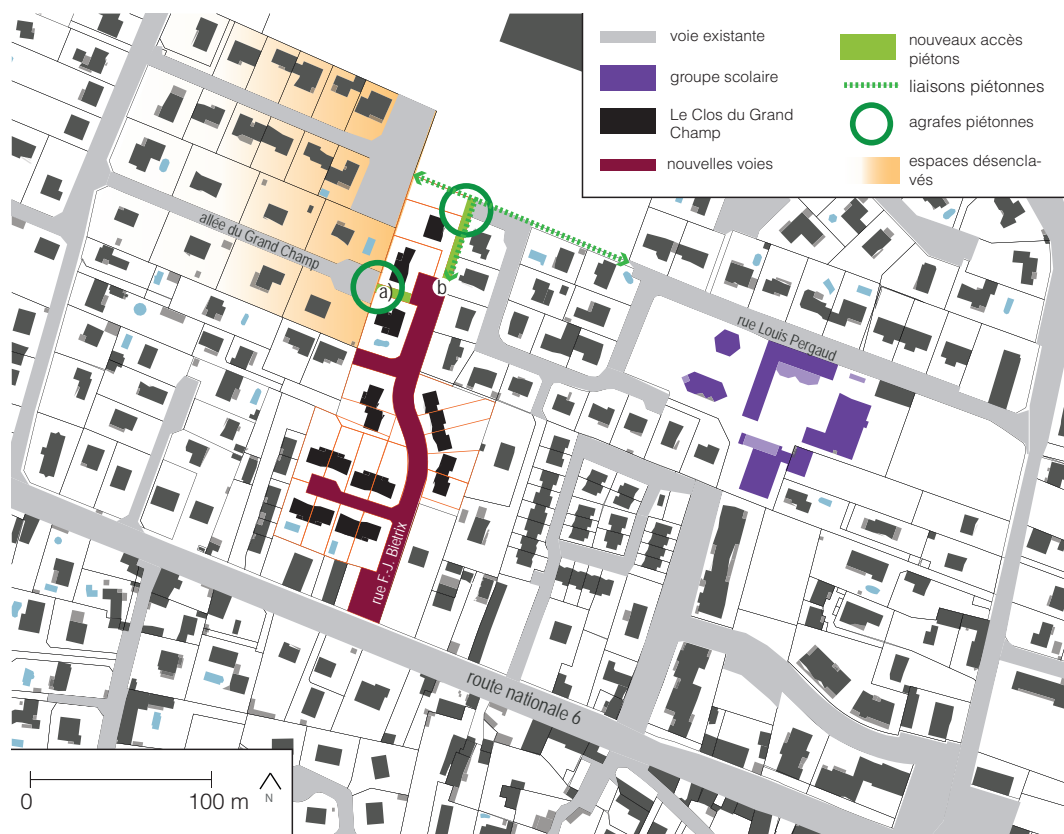 voie existante
groupe scolaire
Le Clos du Grand
Champ
nouvelles voies
nouveaux accès
piétons
liaisons piétonnes
agrafes piétonnes
espaces désencla-
vés
allée du Grand Champ
a)
b
rue Louis Pergaud
rue F.-J. Bietrix
route nationale 6
0
100 m
N